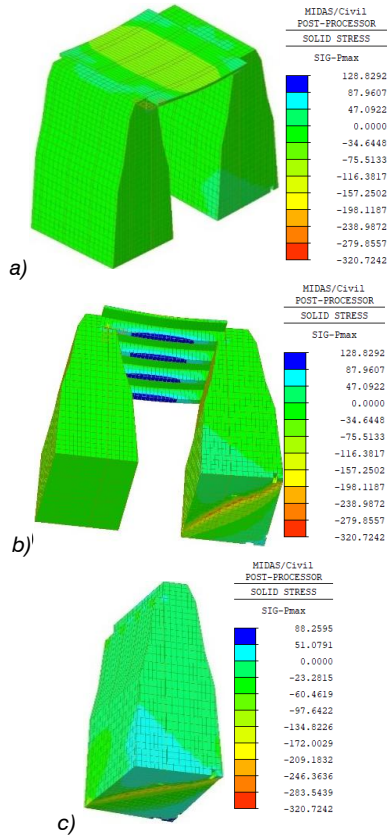 MIDAS/Civil
POST-PROCESSOR
SOLID STRESS
SIG-Pmax
128.8292
87.9607
47.0922
0.0000
-34.6448
-75.5133
-116.3817
-157.2502
-198.1187
-238.9872
-279.8557
-320.7242
a)
MIDAS/Civil
POST-PROCESSOR
SOLID STRESS
SIG-Pmax
128.8292
87.9607
47.0922
0.0000
-34.6448
-75.5133
-116.3817
-157.2502
-198.1187
-238.9872
-279.8557
-320.7242
b)
MIDAS/Civil
POST-PROCESSOR
SOLID STRESS
SIG-Pmax
88.2595
51.0791
0.0000
-23.2815
-60.4619
-97.6422
-134.8226
-172.0029
-209.1832
-246.3636
-283.5439
-320.7242
c)